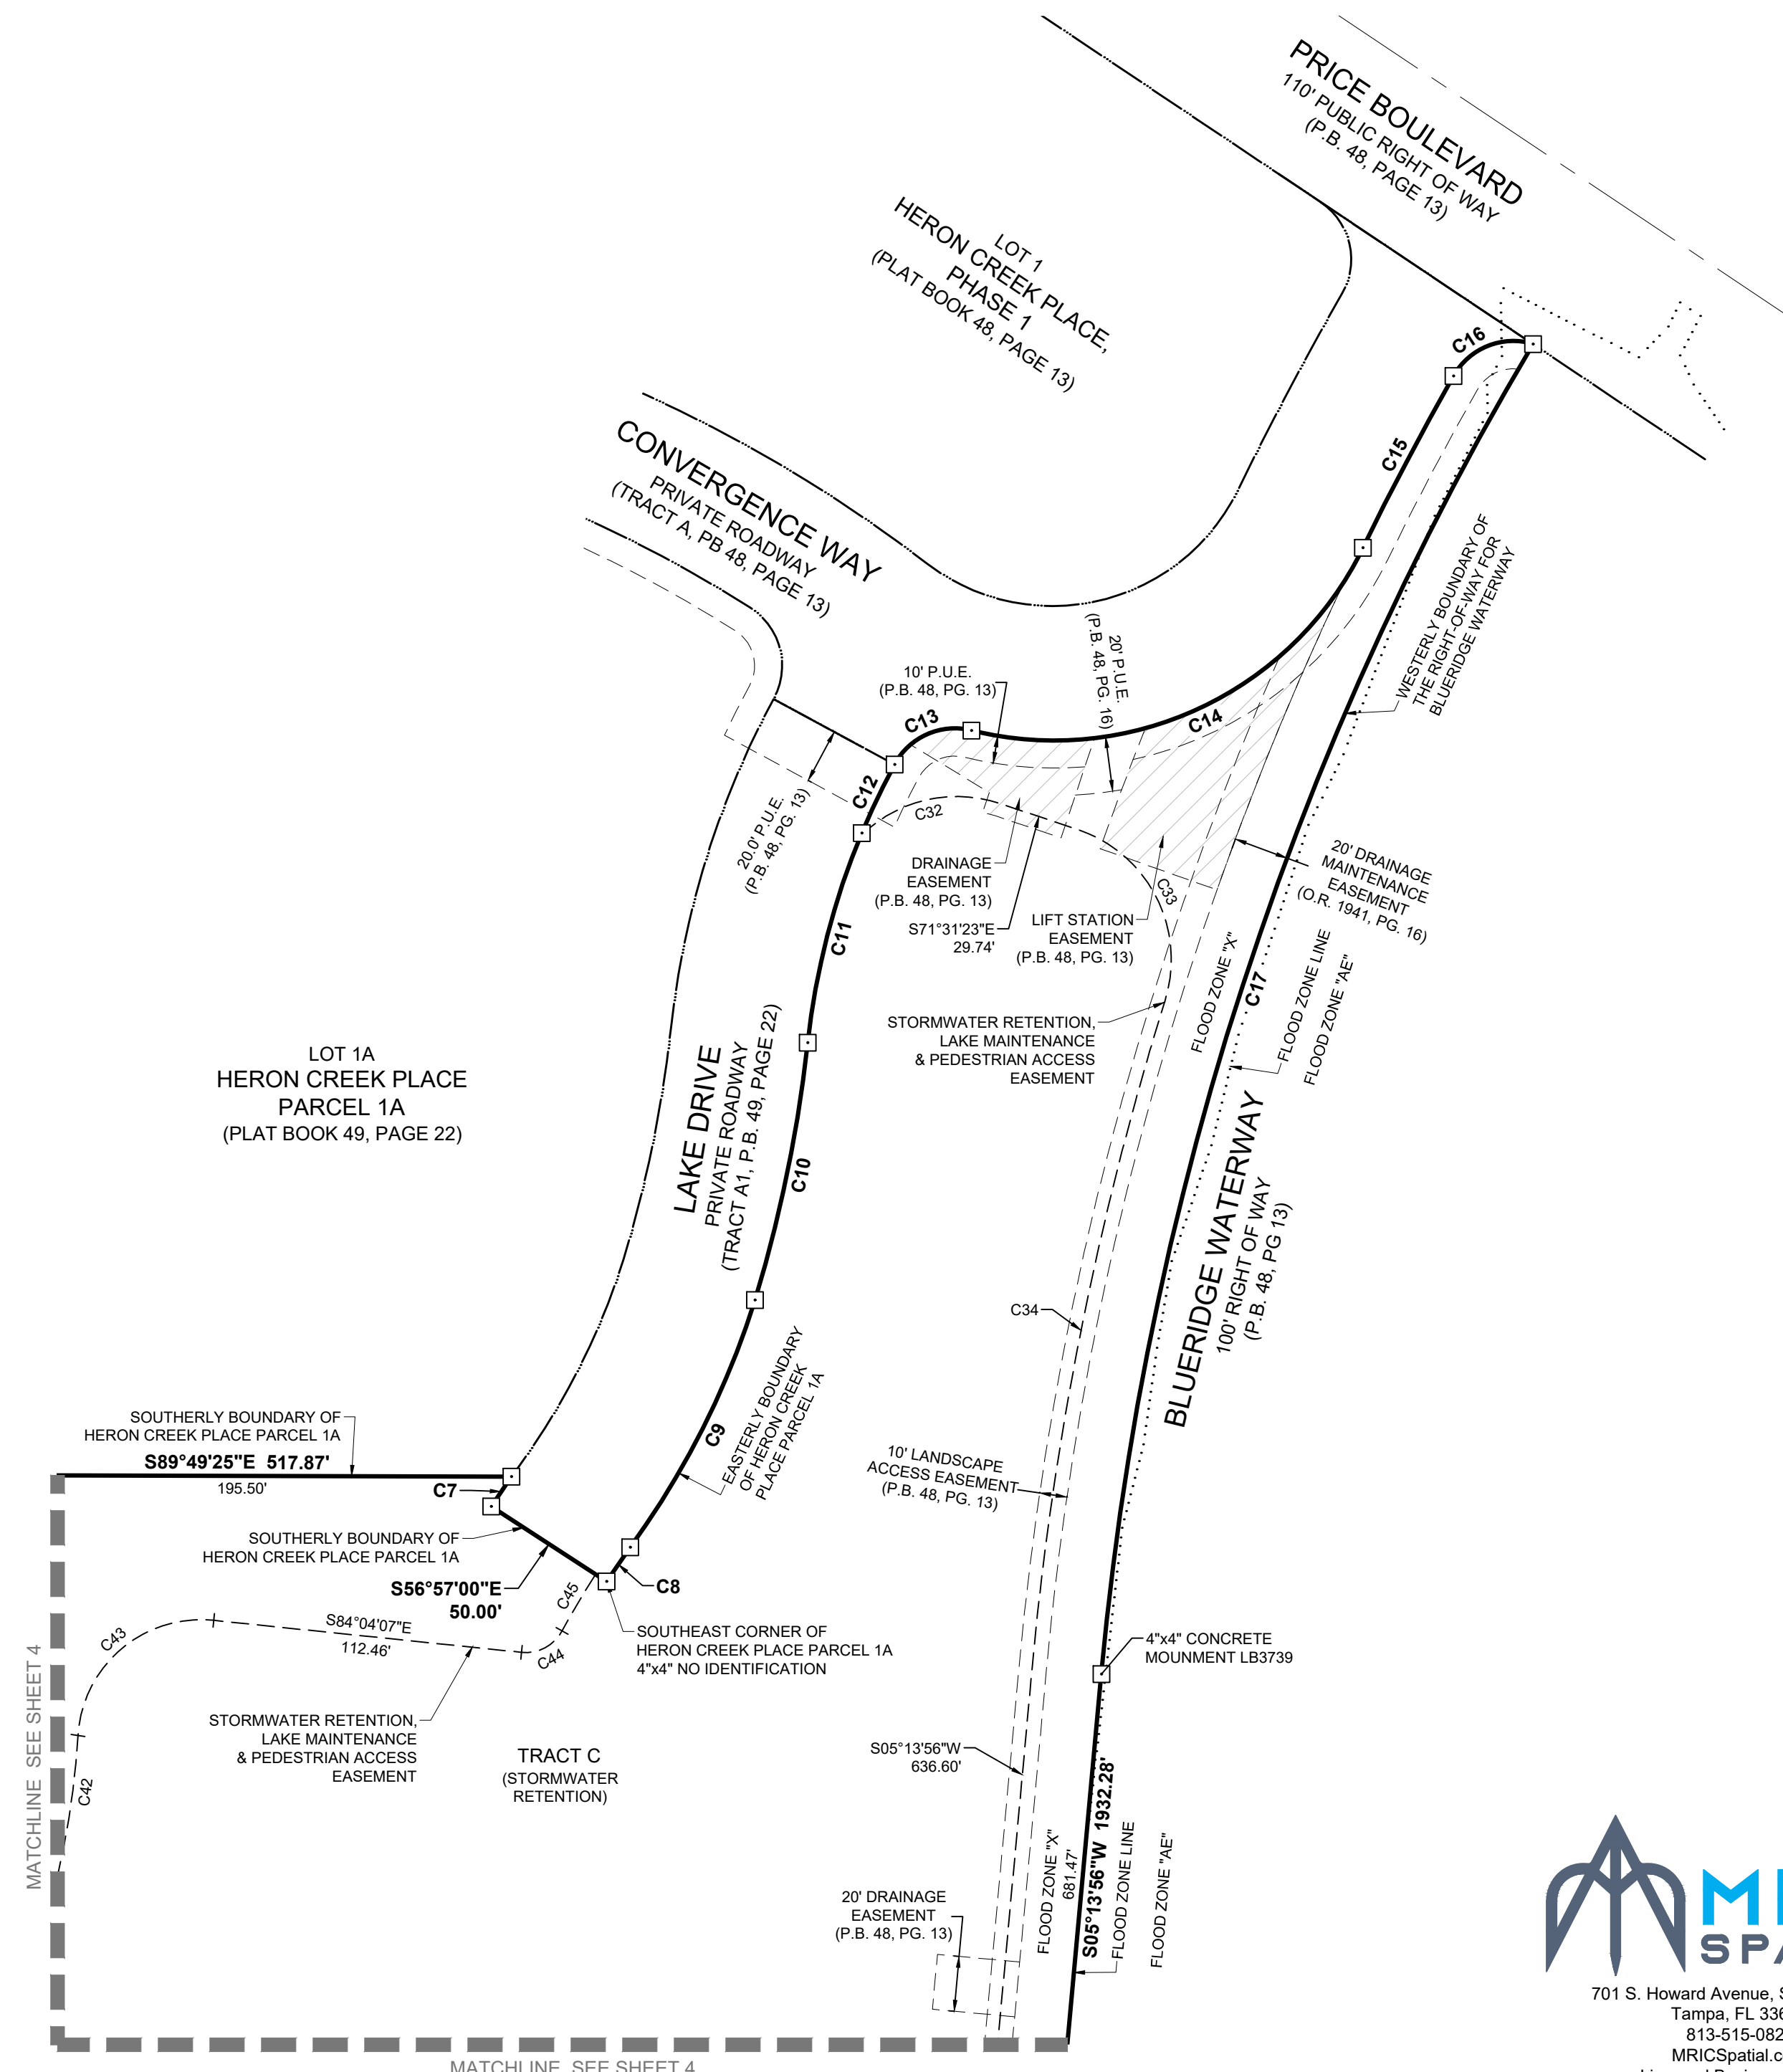 PRICE BOULEVARD
110' PUBLIC RIGHT OF WAY
(P.B. 48, PAGE 13)
LOT 1
HERON CREEK PLACE,
PHASE 1
(PLAT BOOK 48, PAGE 13)
C16
C15
CONVERGENCE WAY
PRIVATE ROADWAY
(TRACT A, PB 48, PAGE 13)
WESTERLY BOUNDARY OF
THE RIGHT-OF-WAY FOR
BLUERIDGE WATERWAY
20' P.U.E.
(P.B. 48, PG. 16)
10' P.U.E.
(P.B. 48, PG. 13)
C13
C14
C12
20.0' P.U.E.
(P.B. 48, PG. 13)
C32
DRAINAGE
EASEMENT
(P.B. 48, PG. 13)
S71°31'23"E
29.74'
C33
LIFT STATION
EASEMENT
(P.B. 48, PG. 13)
20' DRAINAGE
MAINTENANCE
EASEMENT
(O.R. 1941, PG. 16)
C11
FLOOD ZONE "X"
C17
FLOOD ZONE LINE
FLOOD ZONE "AE"
STORMWATER RETENTION,
LAKE MAINTENANCE
& PEDESTRIAN ACCESS
EASEMENT
LOT 1A
HERON CREEK PLACE
PARCEL 1A
(PLAT BOOK 49, PAGE 22)
LAKE DRIVE
PRIVATE ROADWAY
(TRACT A1, P.B. 49, PAGE 22)
C10
BLUERIDGE WATERWAY
100' RIGHT OF WAY
(P.B. 48, PG 13)
C34
EASTERLY BOUNDARY
OF HERON CREEK
PLACE PARCEL 1A
C9
SOUTHERLY BOUNDARY OF
HERON CREEK PLACE PARCEL 1A
S89°49'25"E 517.87'
195.50'
C7
10' LANDSCAPE
ACCESS EASEMENT
(P.B. 48, PG. 13)
SOUTHERLY BOUNDARY OF
HERON CREEK PLACE PARCEL 1A
S56°57'00"E
50.00'
C8
C45
C43
S84°04'07"E
112.46'
C44
SOUTHEAST CORNER OF
HERON CREEK PLACE PARCEL 1A
4"x4" NO IDENTIFICATION
4"x4" CONCRETE
MOUNMENT LB3739
MATCHLINE SEE SHEET 4
STORMWATER RETENTION,
LAKE MAINTENANCE
& PEDESTRIAN ACCESS
EASEMENT
C42
TRACT C
(STORMWATER
RETENTION)
S05°13'56"W
636.60'
FLOOD ZONE "X"
681.47'
S05°13'56"W 1932.28'
FLOOD ZONE LINE
FLOOD ZONE "AE"
20' DRAINAGE
EASEMENT
(P.B. 48, PG. 13)
MATCHLINE SEE SHEET 4
M
SPA
701 S. Howard Avenue, S
Tampa, FL 336
813-515-082
MRICSpatial.c